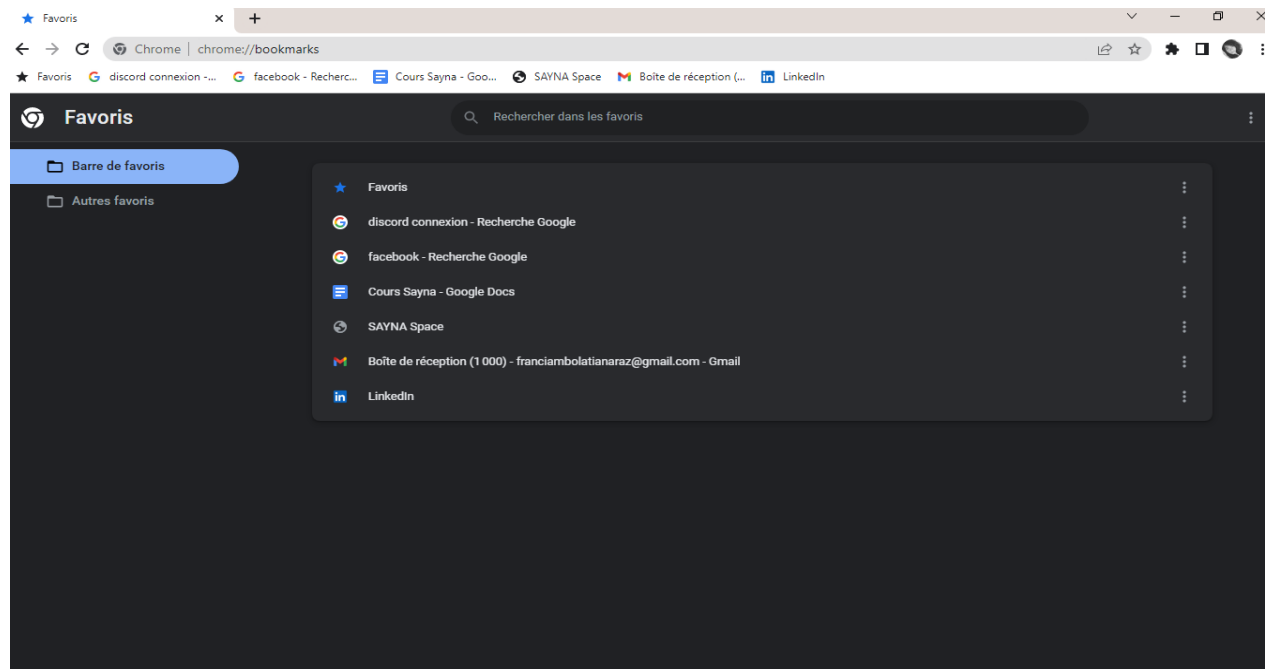 Favoris
Chrome | chrome://bookmarks
Favoris discord connexion -... facebook - Recherc... Cours Sayna - Goo... SAYNA Space Boîte de réception (... LinkedIn
Favoris Rechercher dans les favoris
Barre de favoris
Autres favoris
Favoris
discord connexion - Recherche Google
facebook - Recherche Google
Cours Sayna - Google Docs
SAYNA Space
Boîte de réception (1 000) - franciambolatianaraz@gmail.com - Gmail
LinkedIn